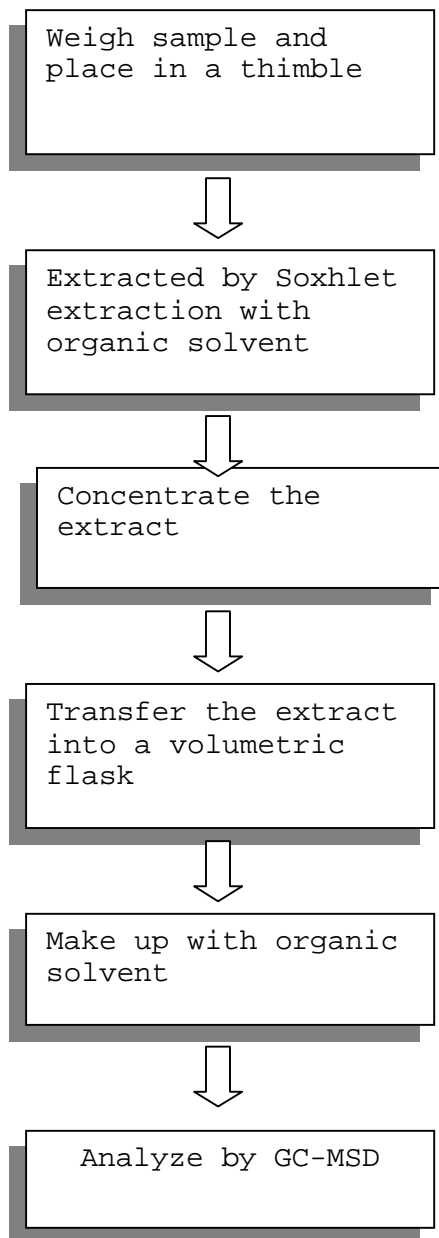 Weigh sample and
place in a thimble
Extracted by Soxhlet
extraction with
organic solvent
Concentrate the
extract
Transfer the extract
into a volumetric
flask
Make up with organic
solvent
Analyze by GC-MSD